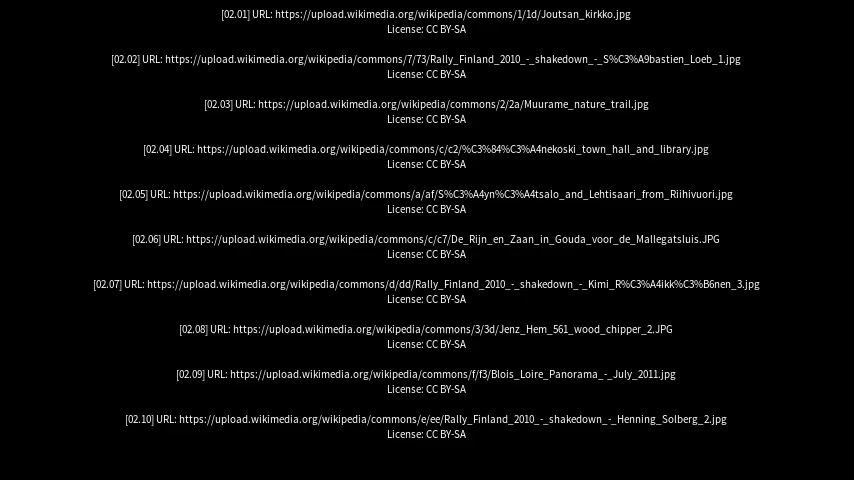 [02.01] URL: https://upload.wikimedia.org/wikipedia/commons/1/1d/Joutsan_kirkko.jpg
License: CC BY-SA
[02.02] URL: https://upload.wikimedia.org/wikipedia/commons/7/73/Rally_Finland_2010_-_shakedown_-_S%C3%A9bastien_Loeb_1.jpg
License: CC BY-SA
[02.03] URL: https://upload.wikimedia.org/wikipedia/commons/2/2a/Muurame_nature_trail.jpg
License: CC BY-SA
[02.04] URL: https://upload.wikimedia.org/wikipedia/commons/c/c2/%C3%84%C3%A4nekoski_town_hall_and_library.jpg
License: CC BY-SA
[02.05] URL: https://upload.wikimedia.org/wikipedia/commons/a/af/S%C3%A4yn%C3%A4tsalo_and_Lehtisaari_from_Riihivuori.jpg
License: CC BY-SA
[02.06] URL: https://upload.wikimedia.org/wikipedia/commons/c/c7/De_Rijn_en_Zaan_in_Gouda_voor_de_Mallegatsluis.JPG
License: CC BY-SA
[02.07] URL: https://upload.wikimedia.org/wikipedia/commons/d/dd/Rally_Finland_2010_-_shakedown_-_Kimi_R%C3%A4ikk%C3%B6nen_3.jpg
License: CC BY-SA
[02.08] URL: https://upload.wikimedia.org/wikipedia/commons/3/3d/Jenz_Hem_561_wood_chipper_2.JPG
License: CC BY-SA
[02.09] URL: https://upload.wikimedia.org/wikipedia/commons/f/f3/Blois_Loire_Panorama_-_July_2011.jpg
License: CC BY-SA
[02.10] URL: https://upload.wikimedia.org/wikipedia/commons/e/ee/Rally_Finland_2010_-_shakedown_-_Henning_Solberg_2.jpg
License: CC BY-SA